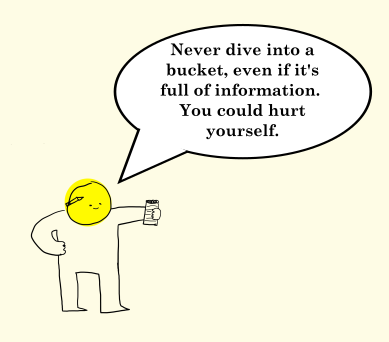 Never dive into a
bucket, even if it's
full of information.
You could hurt
yourself.